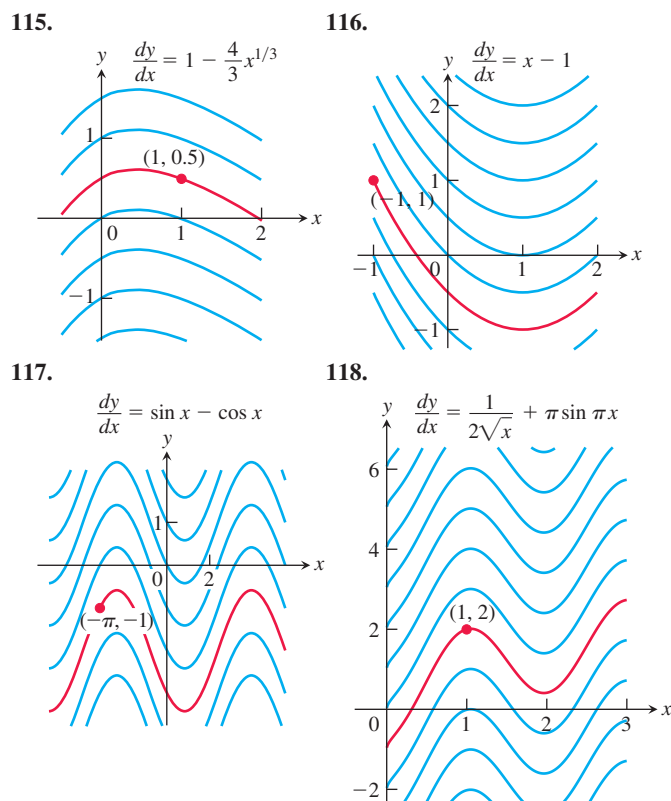 115.
dy/dx = 1 − 4/3 x^{1/3}
y
1
(1, 0.5)
x
0
1
2
−1
116.
dy/dx = x − 1
y
2
1
(−1, 1)
x
−1
0
1
2
−1
117.
dy/dx = sin x − cos x
y
1
x
0
2
(−π, −1)
118.
dy/dx = 1/(2√x) + π sin πx
y
6
4
(1, 2)
2
x
0
1
2
3
−2